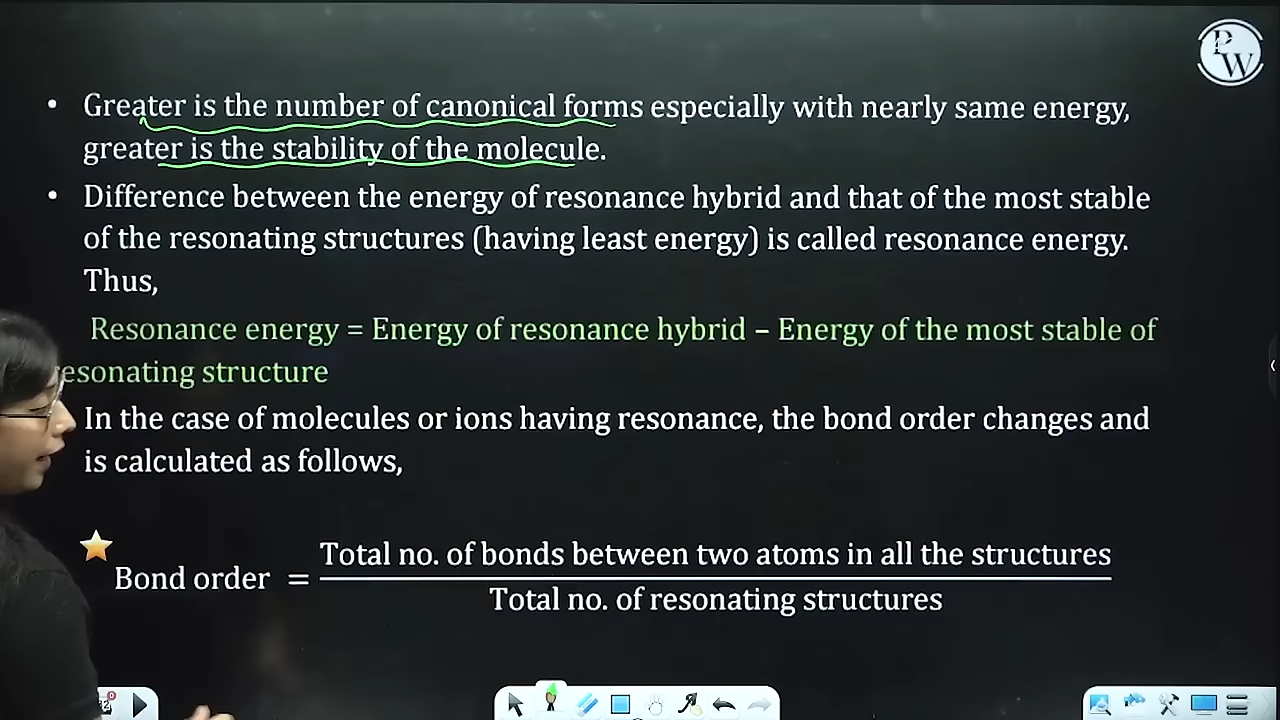 PW
• Greater is the number of canonical forms especially with nearly same energy,
greater is the stability of the molecule.
• Difference between the energy of resonance hybrid and that of the most stable
of the resonating structures (having least energy) is called resonance energy.
Thus,
Resonance energy = Energy of resonance hybrid – Energy of the most stable of
esonating structure
In the case of molecules or ions having resonance, the bond order changes and
is calculated as follows,
Total no. of bonds between two atoms in all the structures
Bond order =
Total no. of resonating structures